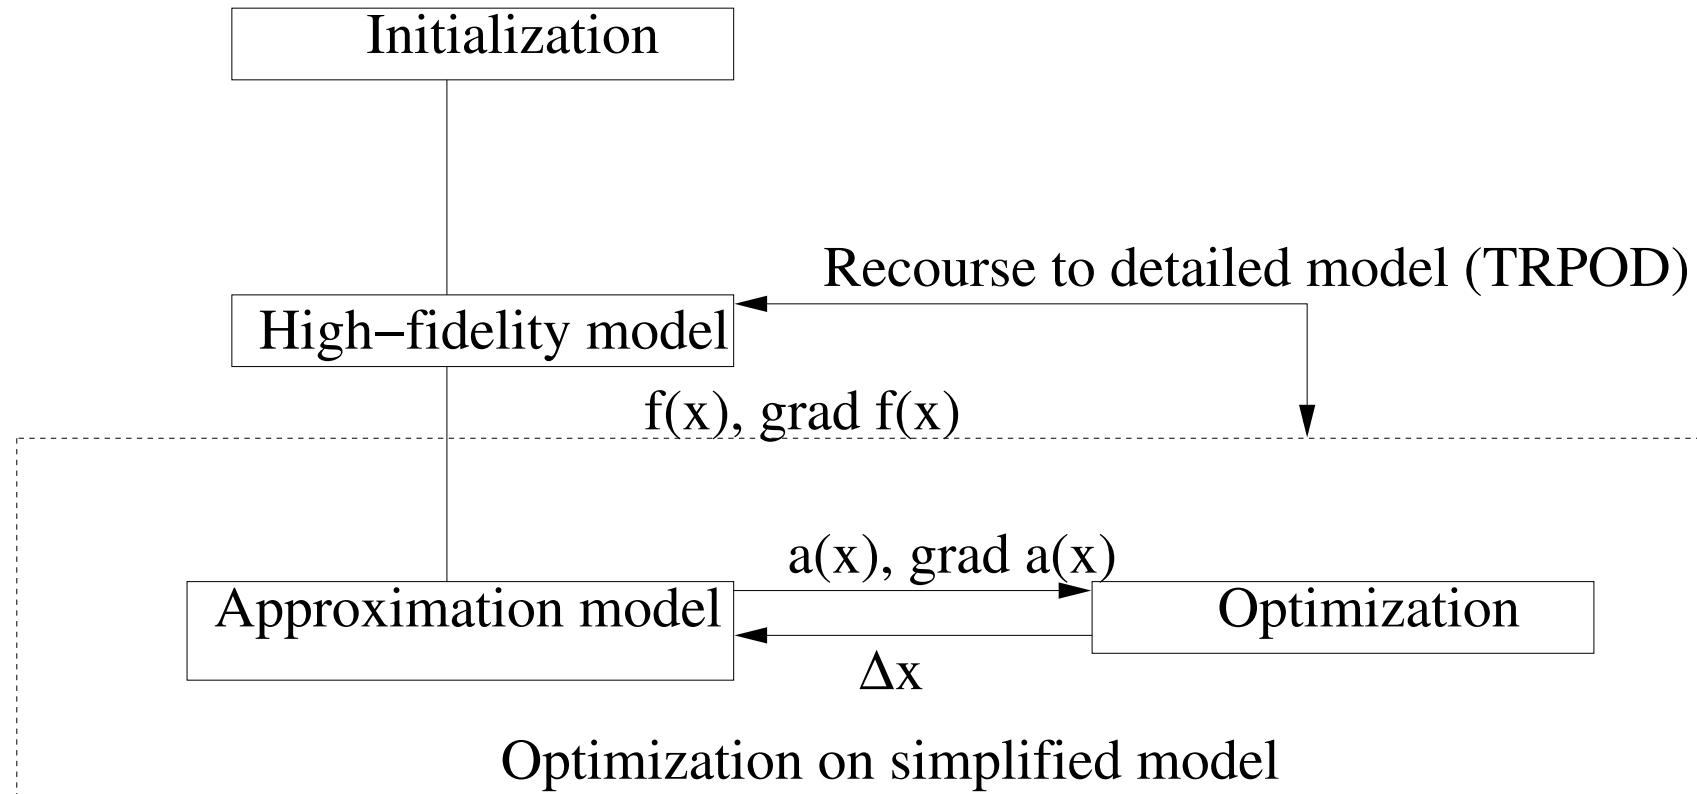 Initialization
Recourse to detailed model (TRPOD)
High−fidelity model
f(x), grad f(x)
a(x), grad a(x)
Approximation model
Optimization
Δx
Optimization on simplified model